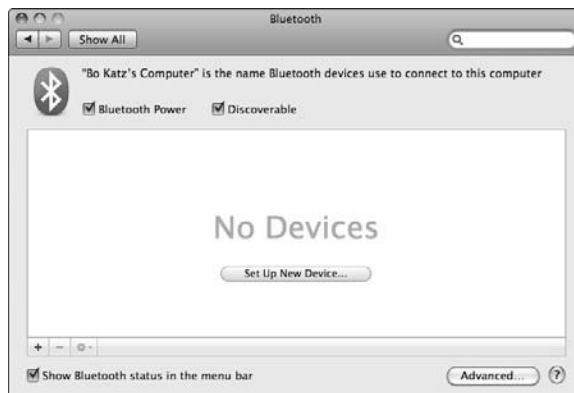 Bluetooth
Show All
"Bo Katz's Computer" is the name Bluetooth devices use to connect to this computer
Bluetooth Power Discoverable
No Devices
Set Up New Device...
Show Bluetooth status in the menu bar Advanced... ?